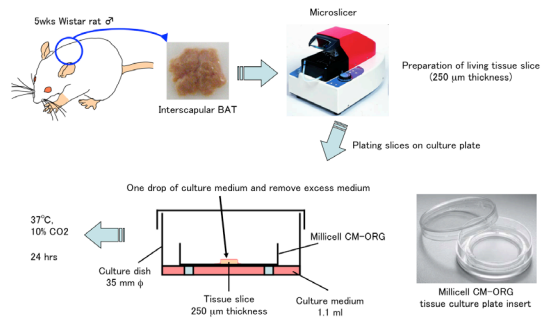 5wks Wistar rat ♂
Microslicer
Preparation of living tissue slice
(250 μm thickness)
Interscapular BAT
Plating slices on culture plate
One drop of culture medium and remove excess medium
37℃,
10% CO2
24 hrs
Millicell CM-ORG
Culture dish
35 mm φ
Tissue slice
250 μm thickness
Culture medium
1.1 ml
Millicell CM-ORG
tissue culture plate insert